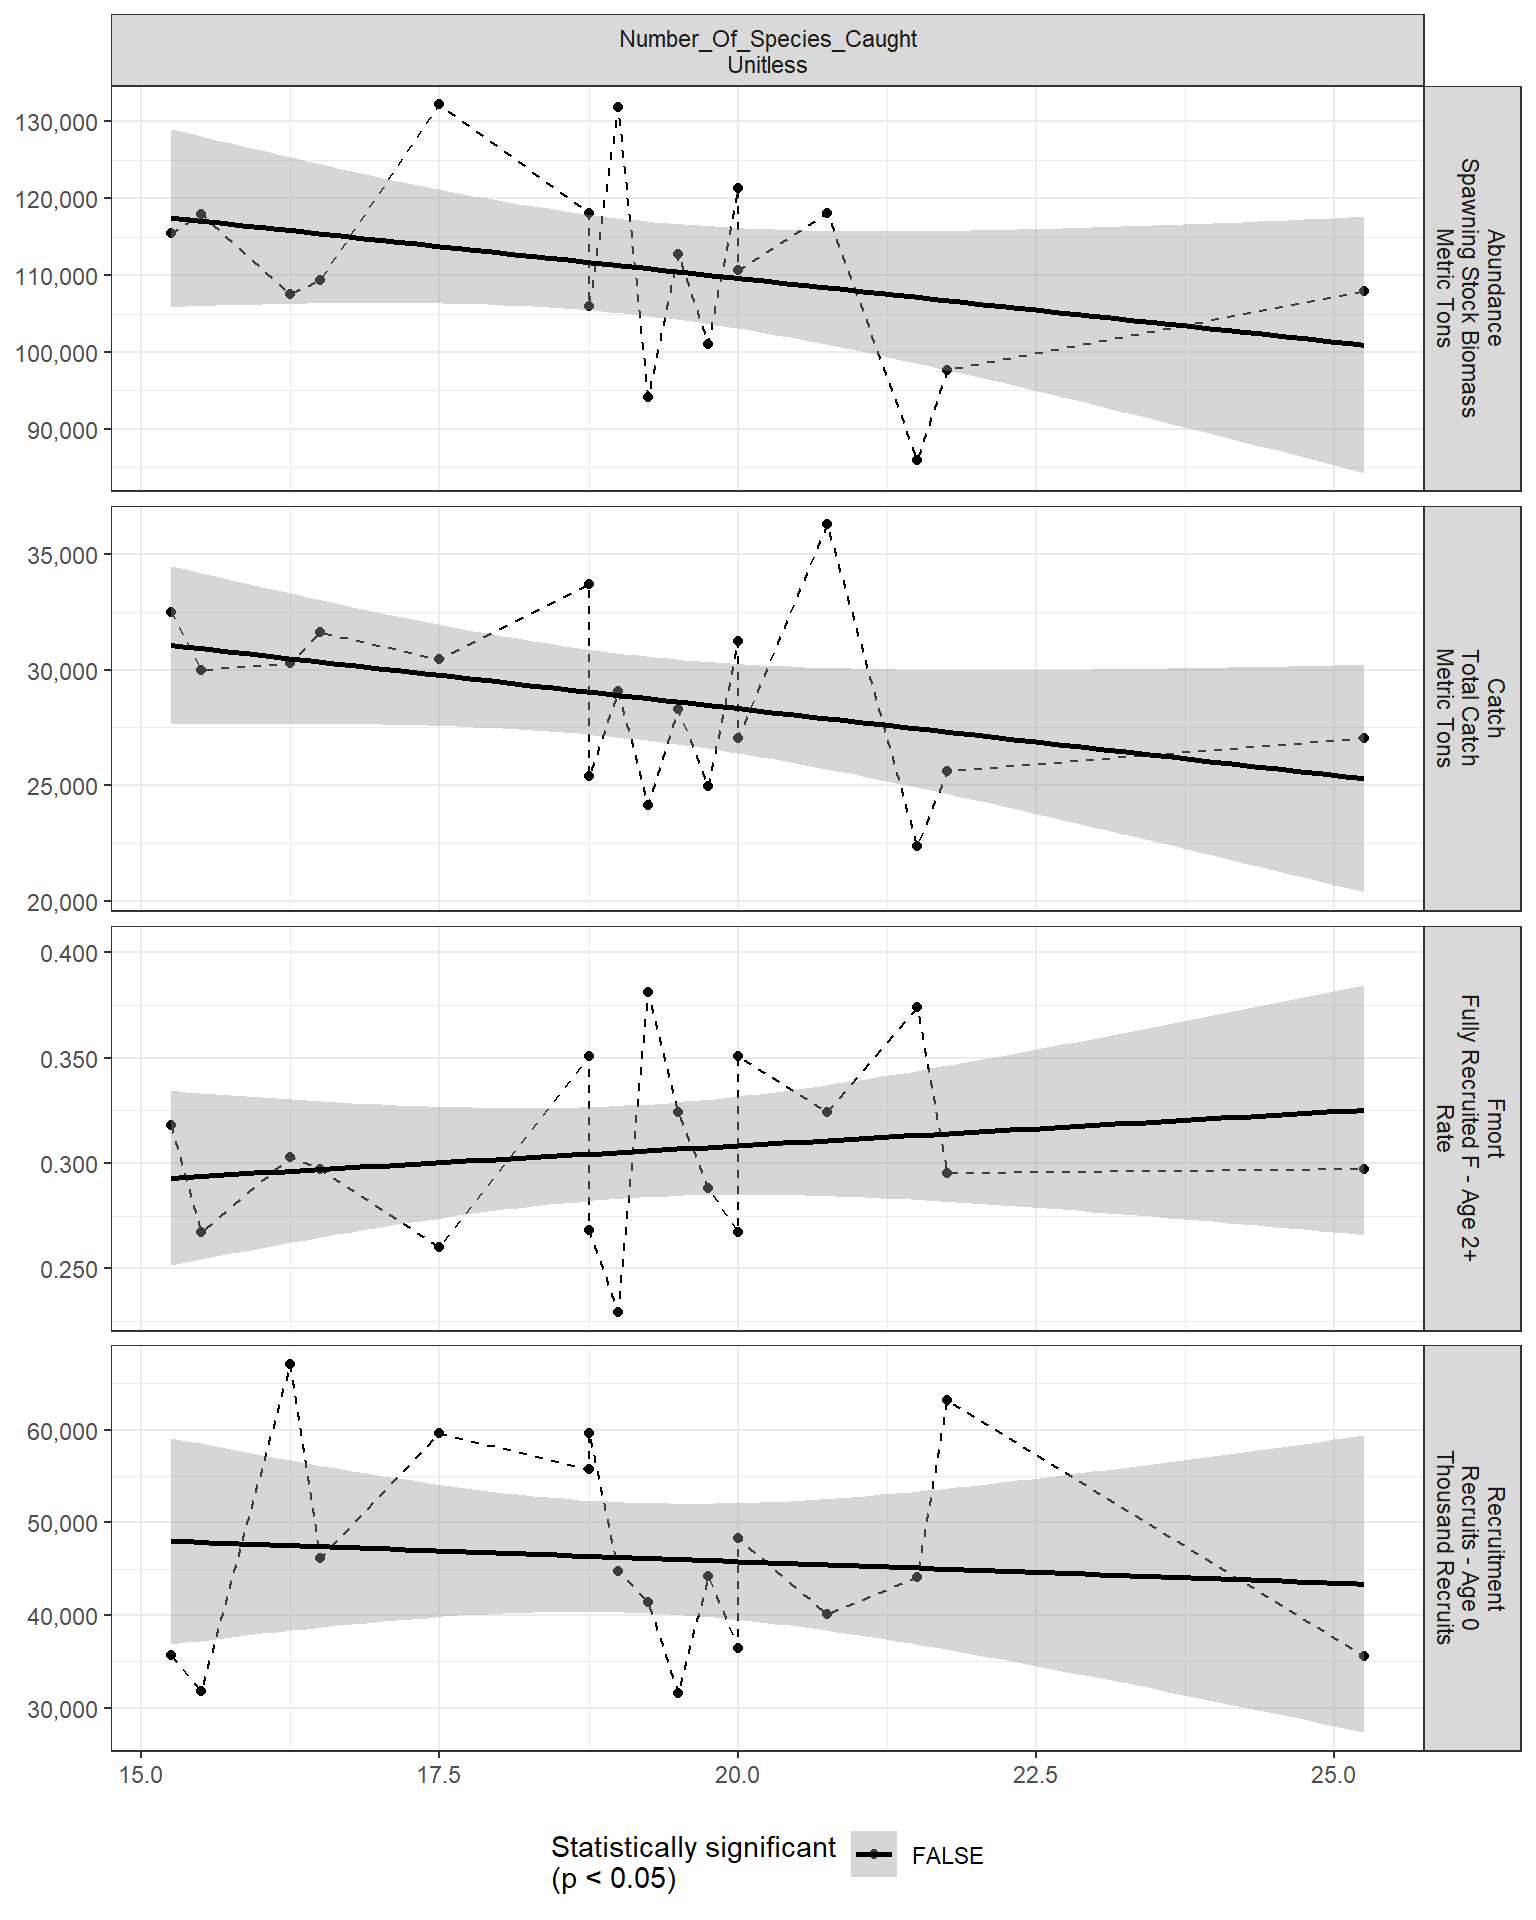 Number_Of_Species_Caught
Unitless
130,000
120,000
110,000
100,000
90,000
Abundance
Spawning Stock Biomass
Metric Tons
35,000
30,000
25,000
20,000
Catch
Total Catch
Metric Tons
0.400
0.350
0.300
0.250
Fmort
Fully Recruited F - Age 2+
Rate
60,000
50,000
40,000
30,000
Recruitment
Recruits - Age 0
Thousand Recruits
15.0
17.5
20.0
22.5
25.0
Statistically significant
(p < 0.05)
FALSE